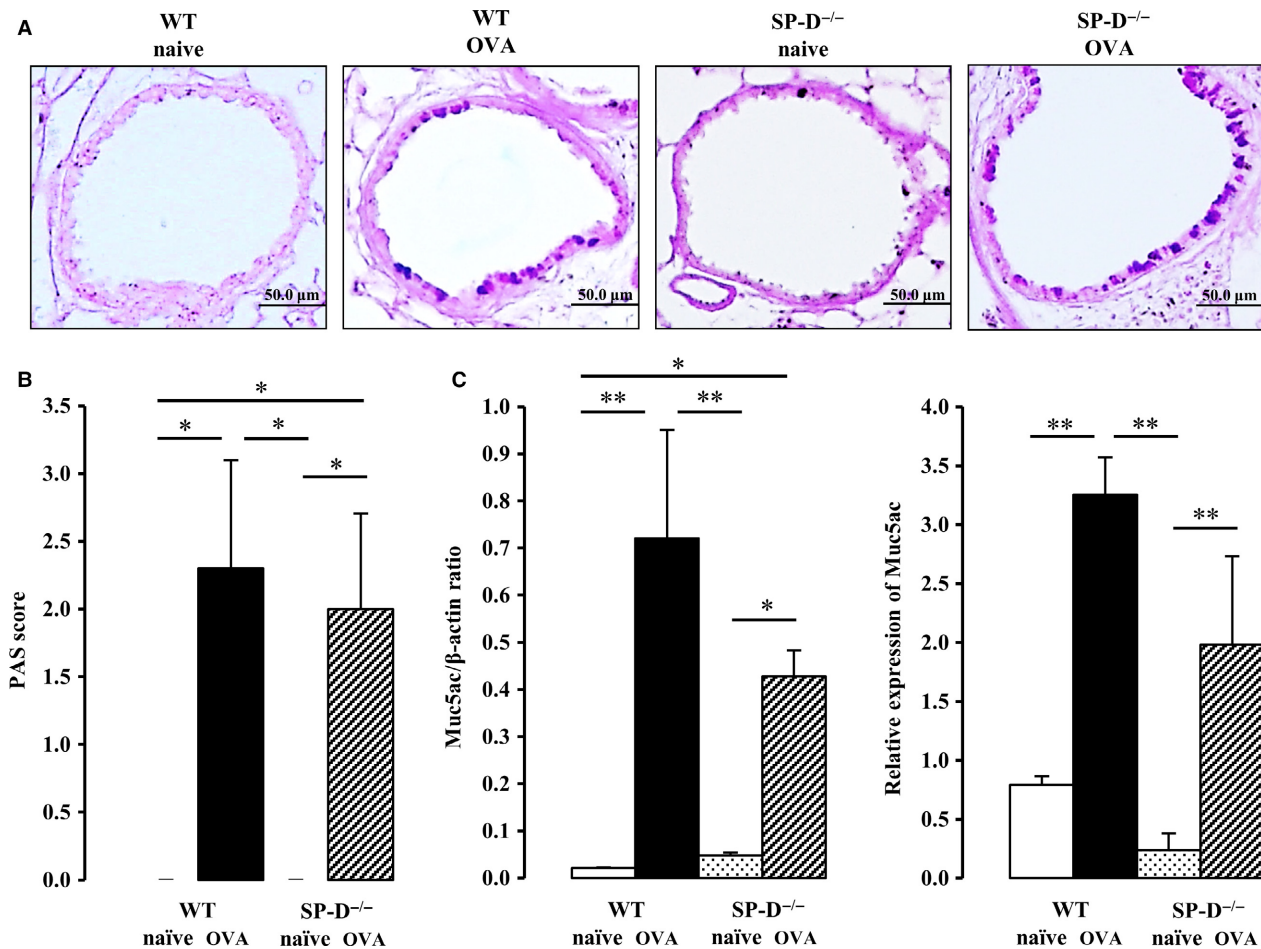 A
WT
naive
WT
OVA
SP-D−/−
naive
SP-D−/−
OVA
50.0 µm
50.0 µm
50.0 µm
50.0 µm
B
PAS score
3.5
3.0
2.5
2.0
1.5
1.0
0.5
0.0
*
*
*
*
WT
SP-D−/−
naïve OVA
naïve OVA
C
Muc5ac/β-actin ratio
1.0
0.9
0.8
0.7
0.6
0.5
0.4
0.3
0.2
0.1
0.0
*
**
**
*
WT
SP-D−/−
naïve OVA
naïve OVA
Relative expression of Muc5ac
4.0
3.5
3.0
2.5
2.0
1.5
1.0
0.5
0.0
**
**
**
WT
SP-D−/−
naïve OVA
naïve OVA